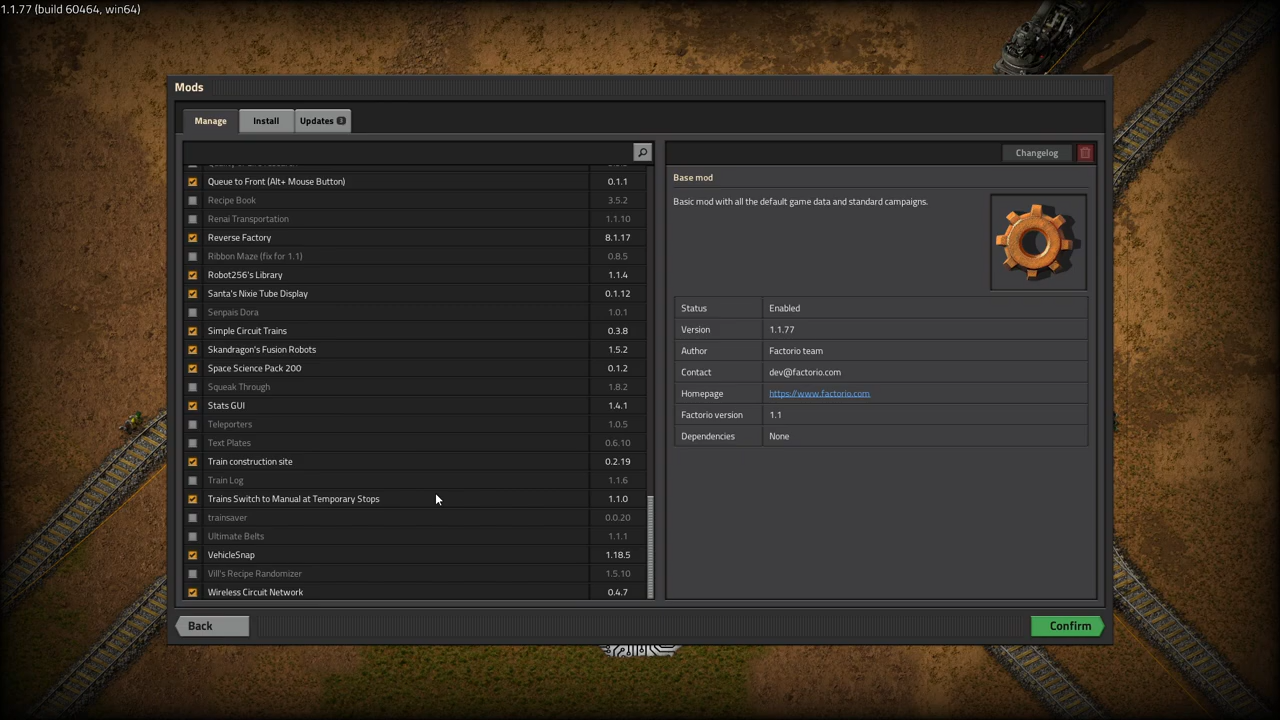 1.1.77 (build 60464, win64)
Mods
Manage Install Updates 3
Changelog
Queue to Front (Alt+ Mouse Button) 0.1.1
Recipe Book 3.5.2
Renai Transportation 1.1.10
Reverse Factory 8.1.17
Ribbon Maze (fix for 1.1) 0.8.5
Robot256's Library 1.1.4
Santa's Nixie Tube Display 0.1.12
Senpais Dora 1.0.1
Simple Circuit Trains 0.3.8
Skandragon's Fusion Robots 1.5.2
Space Science Pack 200 0.1.2
Squeak Through 1.8.2
Stats GUI 1.4.1
Teleporters 1.0.5
Text Plates 0.6.10
Train construction site 0.2.19
Train Log 1.1.6
Trains Switch to Manual at Temporary Stops 1.1.0
trainsaver 0.0.20
Ultimate Belts 1.1.1
VehicleSnap 1.18.5
Vill's Recipe Randomizer 1.5.10
Wireless Circuit Network 0.4.7
Base mod
Basic mod with all the default game data and standard campaigns.
Status Enabled
Version 1.1.77
Author Factorio team
Contact dev@factorio.com
Homepage https://www.factorio.com
Factorio version 1.1
Dependencies None
Back
Confirm